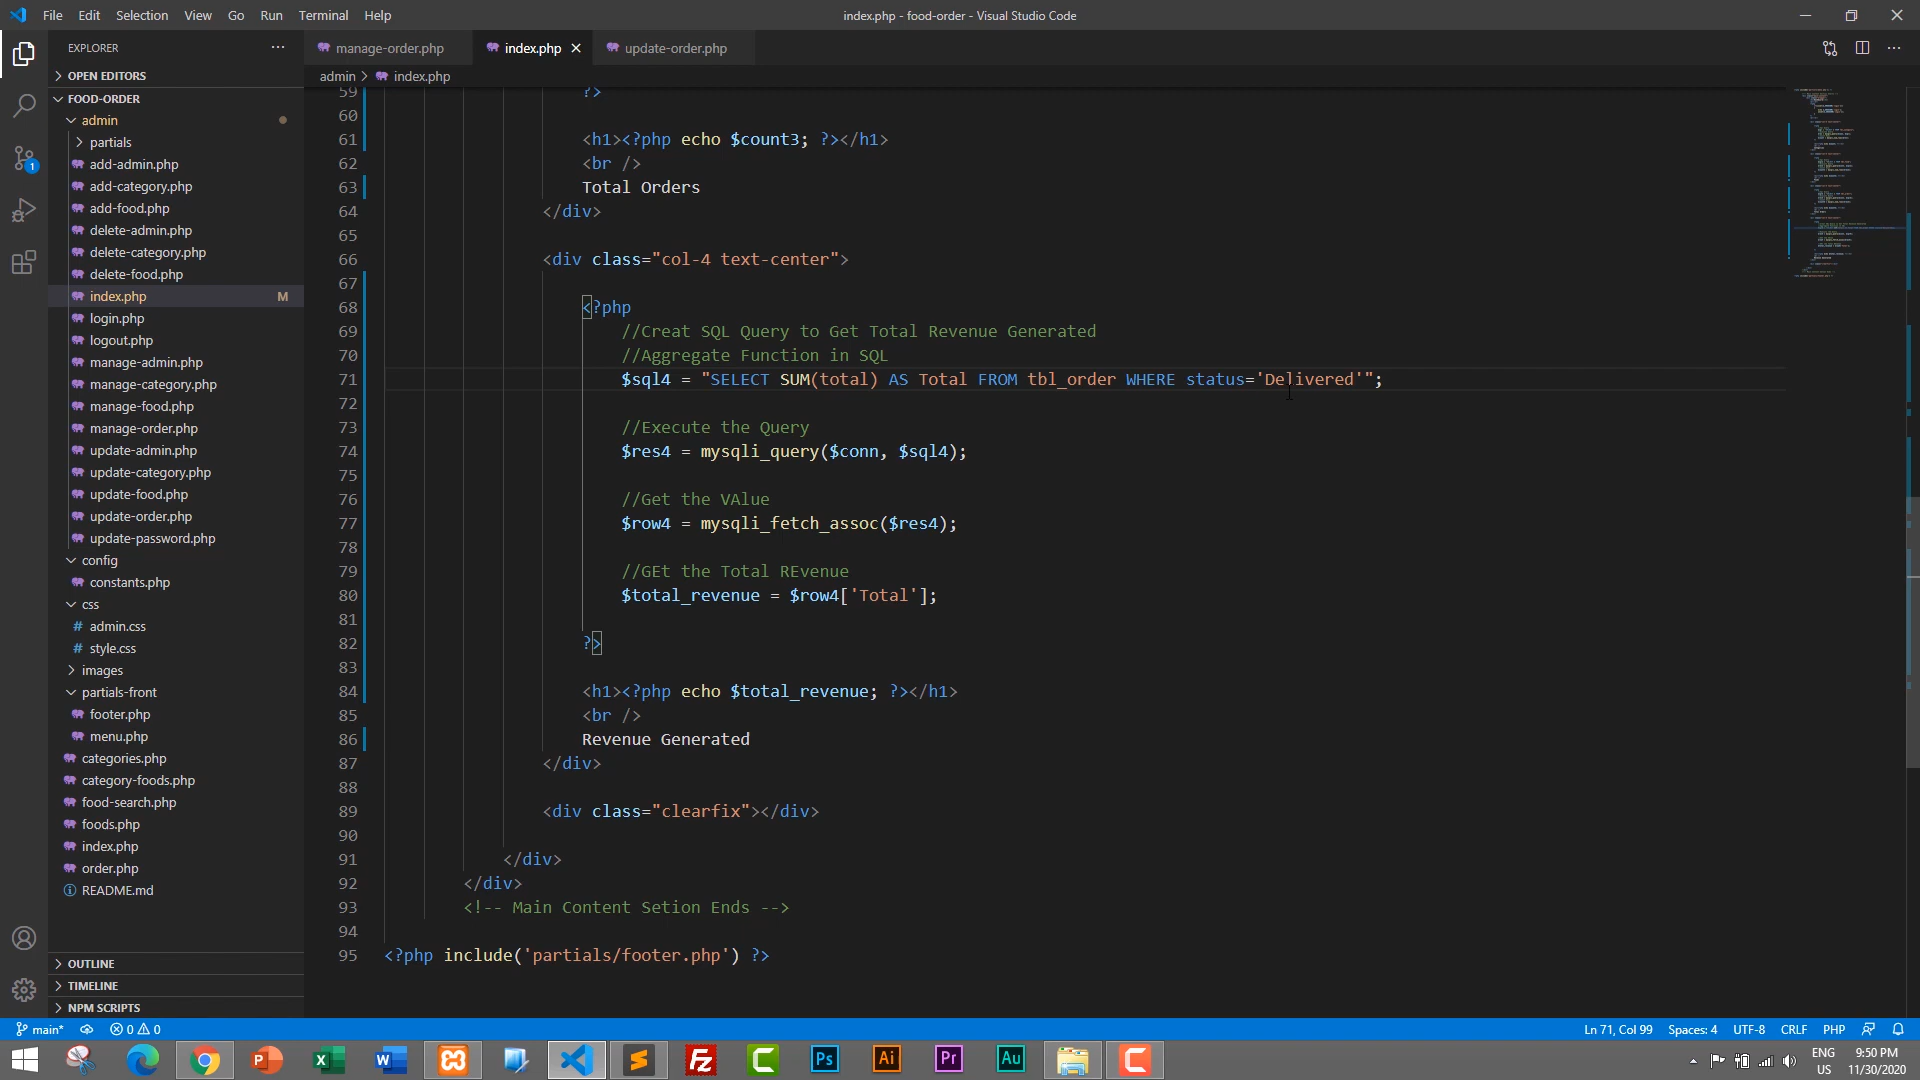 File Edit Selection View Go Run Terminal Help
index.php - food-order - Visual Studio Code
EXPLORER
OPEN EDITORS
FOOD-ORDER
admin
partials
add-admin.php
add-category.php
add-food.php
delete-admin.php
delete-category.php
delete-food.php
index.php M
login.php
logout.php
manage-admin.php
manage-category.php
manage-food.php
manage-order.php
update-admin.php
update-category.php
update-food.php
update-order.php
update-password.php
config
constants.php
css
admin.css
style.css
images
partials-front
footer.php
menu.php
categories.php
category-foods.php
food-search.php
foods.php
index.php
order.php
README.md
OUTLINE
TIMELINE
NPM SCRIPTS
manage-order.php index.php update-order.php
admin > index.php
59 ?>
60
61 <h1><?php echo $count3; ?></h1>
62 <br />
63 Total Orders
64 </div>
65
66 <div class="col-4 text-center">
67
68 <?php
69 //Creat SQL Query to Get Total Revenue Generated
70 //Aggregate Function in SQL
71 $sql4 = "SELECT SUM(total) AS Total FROM tbl_order WHERE status='Delivered'";
72
73 //Execute the Query
74 $res4 = mysqli_query($conn, $sql4);
75
76 //Get the VAlue
77 $row4 = mysqli_fetch_assoc($res4);
78
79 //GEt the Total REvenue
80 $total_revenue = $row4['Total'];
81
82 ?>
83
84 <h1><?php echo $total_revenue; ?></h1>
85 <br />
86 Revenue Generated
87 </div>
88
89 <div class="clearfix"></div>
90
91 </div>
92 </div>
93 <!-- Main Content Setion Ends -->
94
95 <?php include('partials/footer.php') ?>
main* 0 0
Ln 71, Col 99 Spaces: 4 UTF-8 CRLF PHP
ENG
US
9:50 PM
11/30/2020